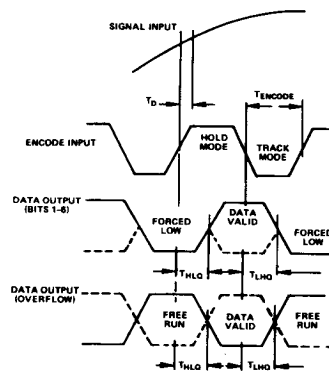 SIGNAL INPUT
TD
TENCODE
ENCODE INPUT
HOLD
MODE
TRACK
MODE
DATA OUTPUT
(BITS 1–6)
FORCED
LOW
DATA
VALID
FORCED
LOW
THLQ
TLHQ
DATA OUTPUT
(OVERFLOW)
FREE
RUN
DATA
VALID
FREE
RUN
THLQ
TLHQ